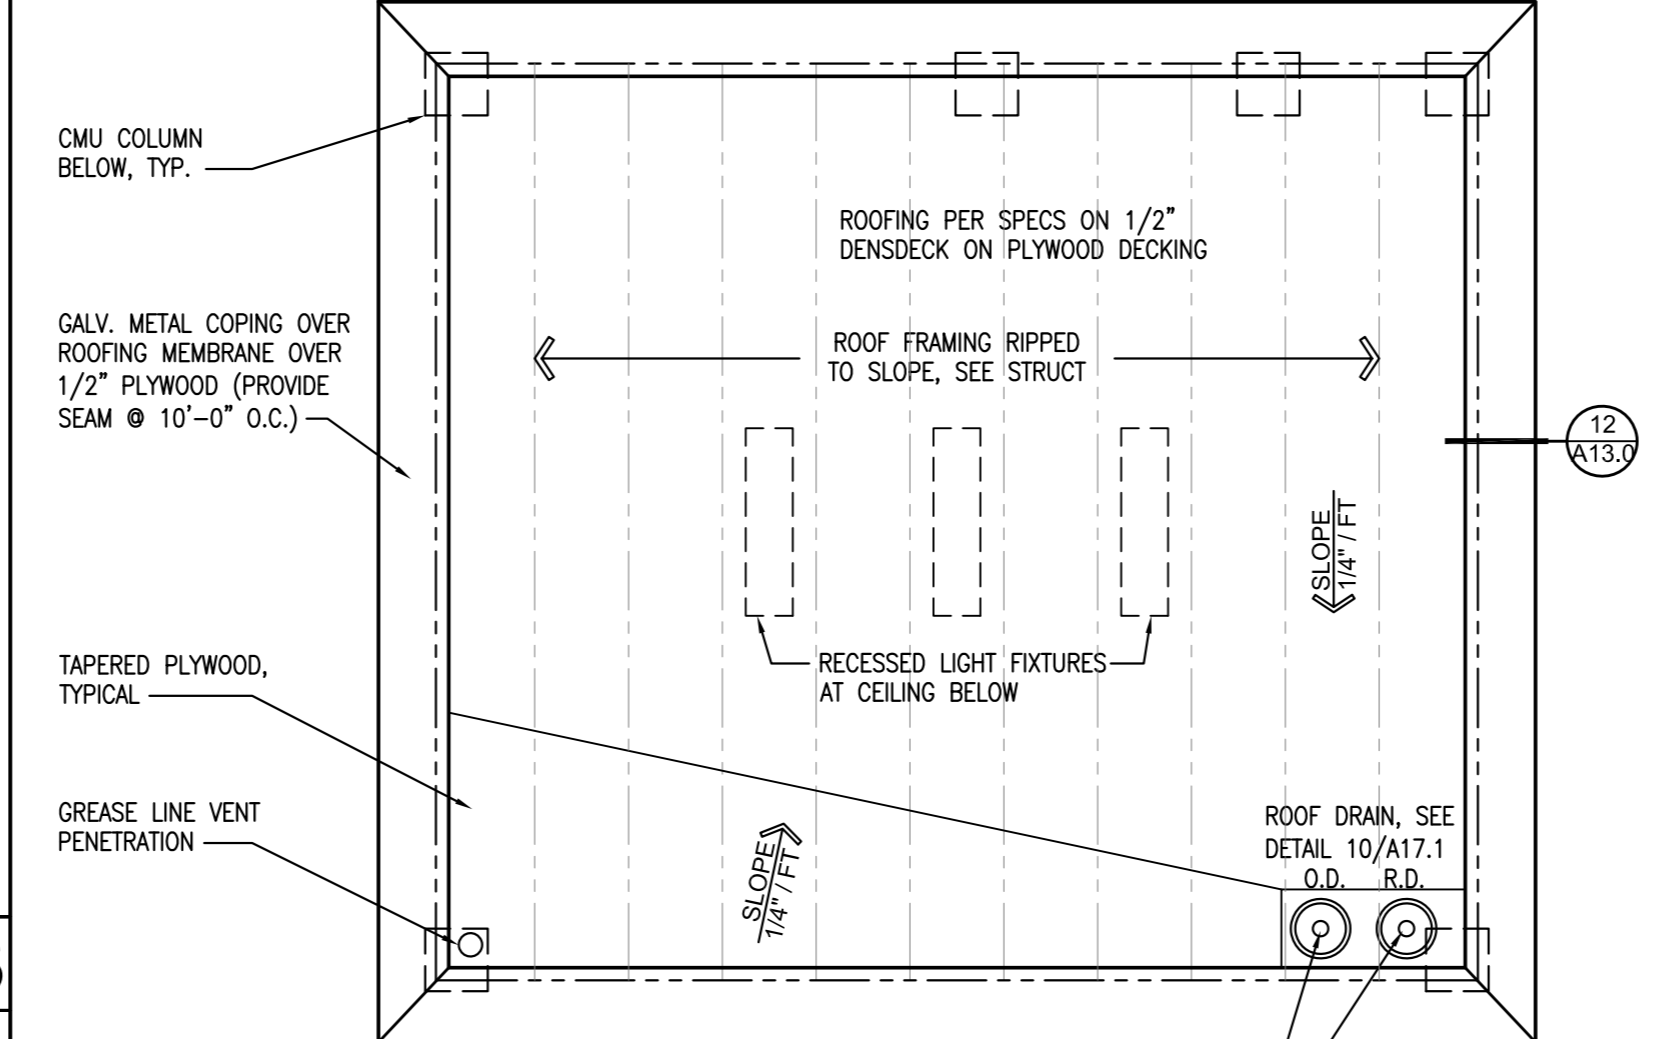 CMU COLUMN
BELOW, TYP.
ROOFING PER SPECS ON 1/2"
DENSDECK ON PLYWOOD DECKING
GALV. METAL COPING OVER
ROOFING MEMBRANE OVER
1/2" PLYWOOD (PROVIDE
SEAM @ 10'-0" O.C.)
ROOF FRAMING RIPPED
TO SLOPE, SEE STRUCT
12
A13.0
SLOPE
1/4" / FT
RECESSED LIGHT FIXTURES
AT CEILING BELOW
TAPERED PLYWOOD,
TYPICAL
GREASE LINE VENT
PENETRATION
SLOPE
1/4" / FT
ROOF DRAIN, SEE
DETAIL 10/A17.1
O.D. R.D.